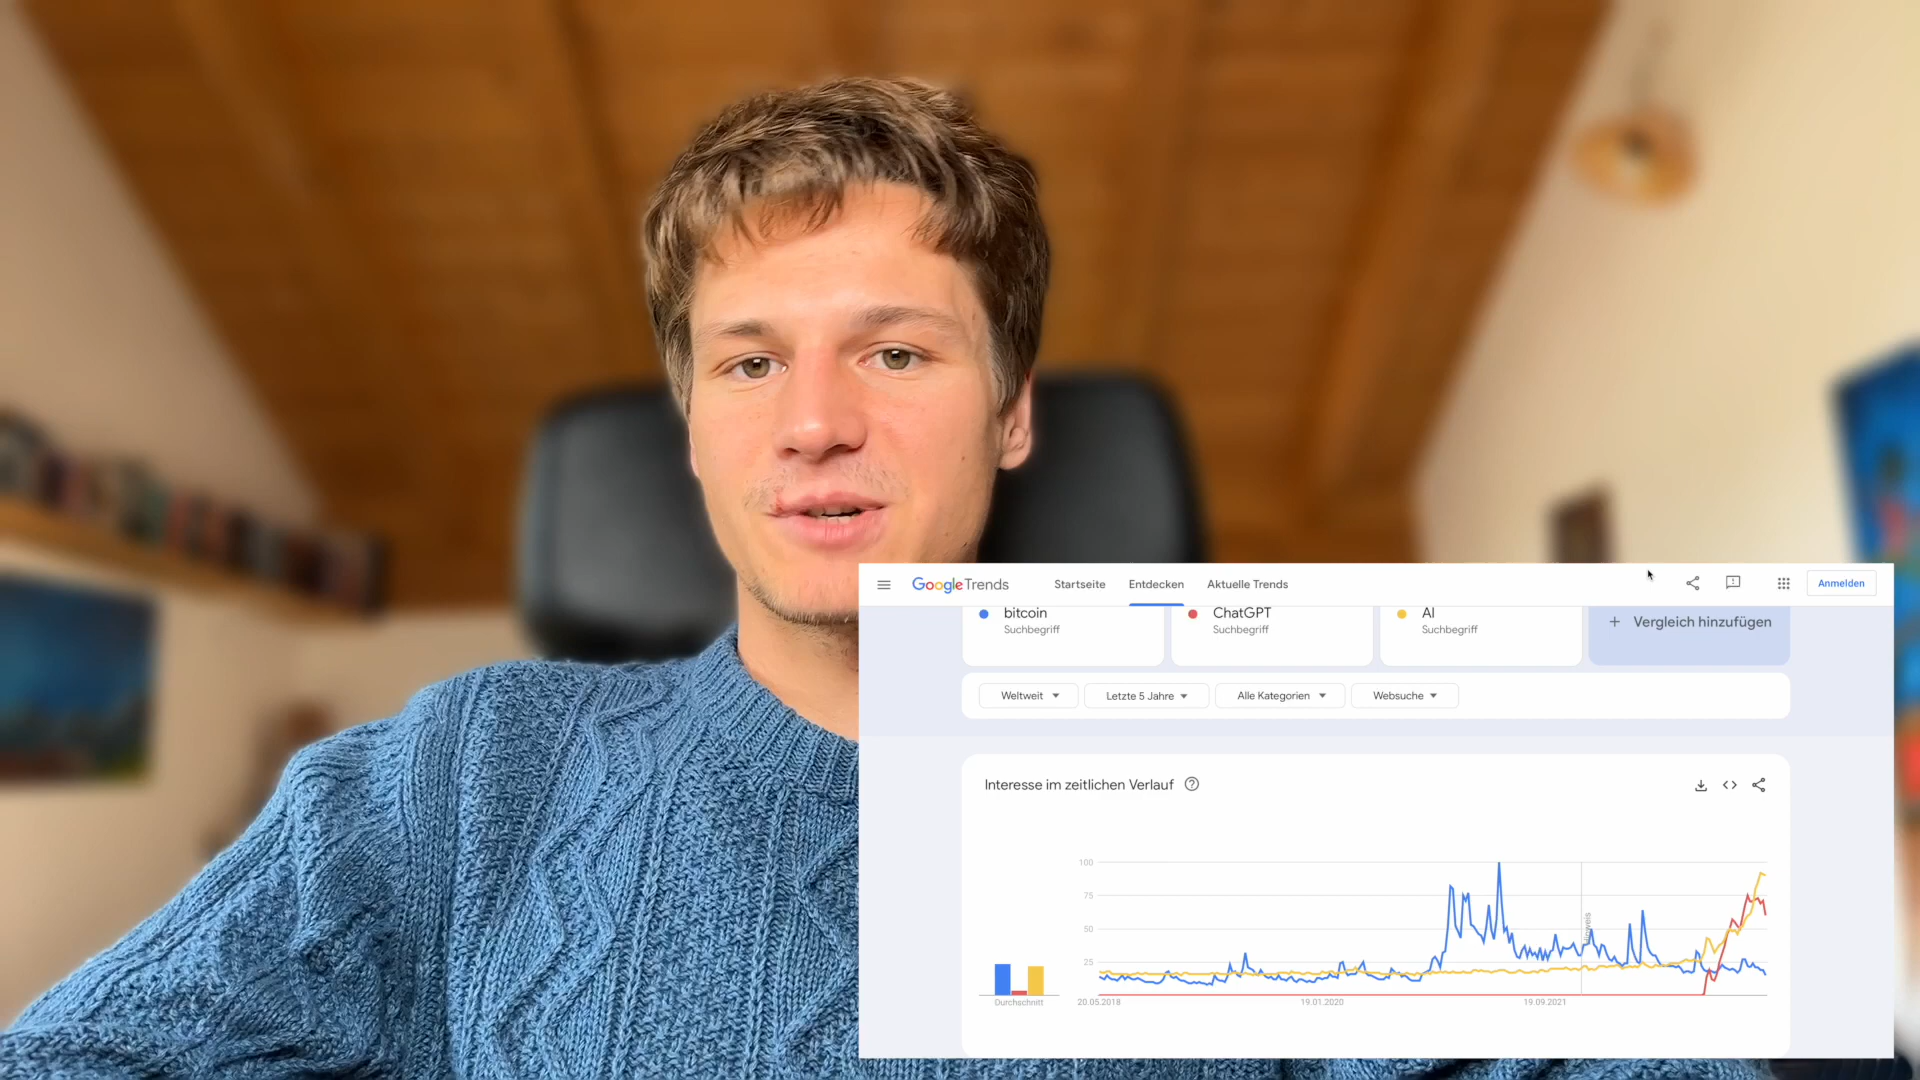 Google Trends
Startseite
Entdecken
Aktuelle Trends
Anmelden
bitcoin
Suchbegriff
ChatGPT
Suchbegriff
AI
Suchbegriff
+ Vergleich hinzufügen
Weltweit
Letzte 5 Jahre
Alle Kategorien
Websuche
Interesse im zeitlichen Verlauf
100
75
50
25
Hinweis
Durchschnitt
20.05.2018
19.01.2020
19.09.2021